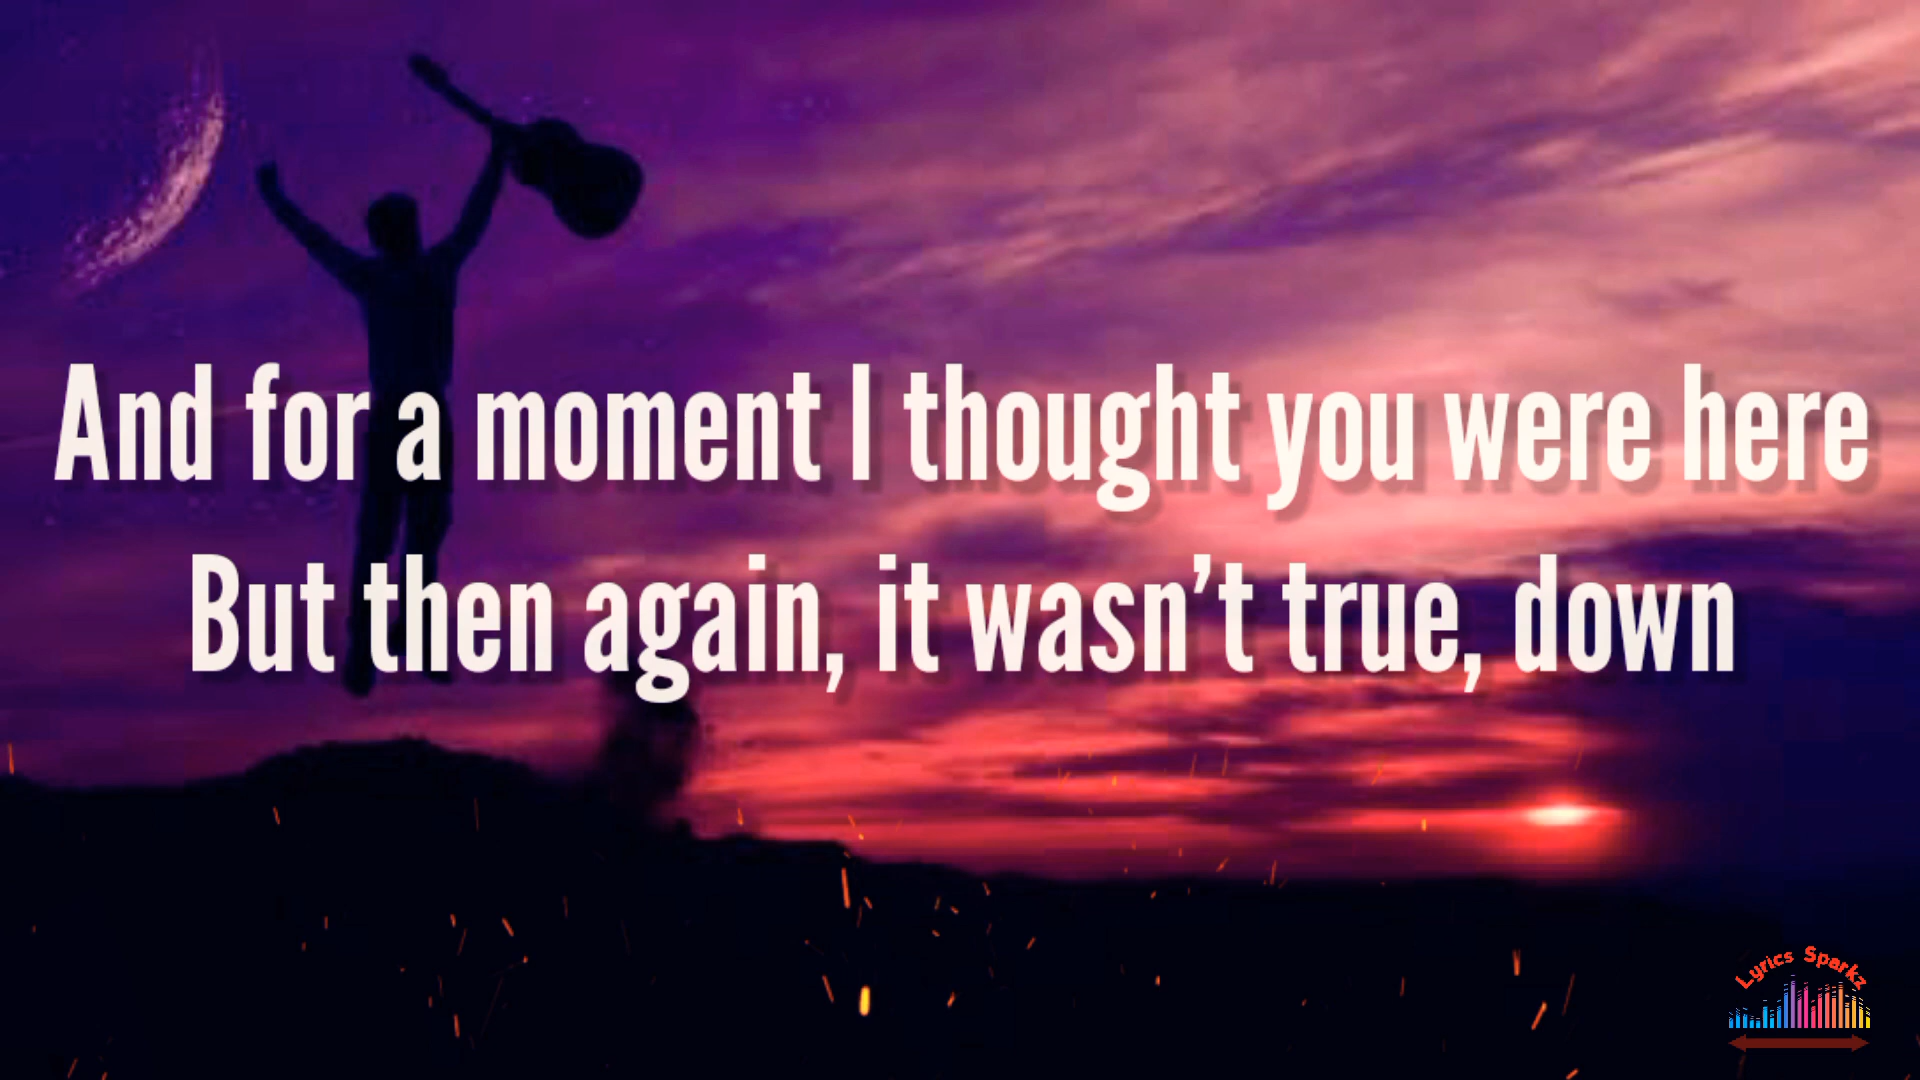 And for a moment I thought you were here
But then again, it wasn’t true, down
Lyrics Sparkz